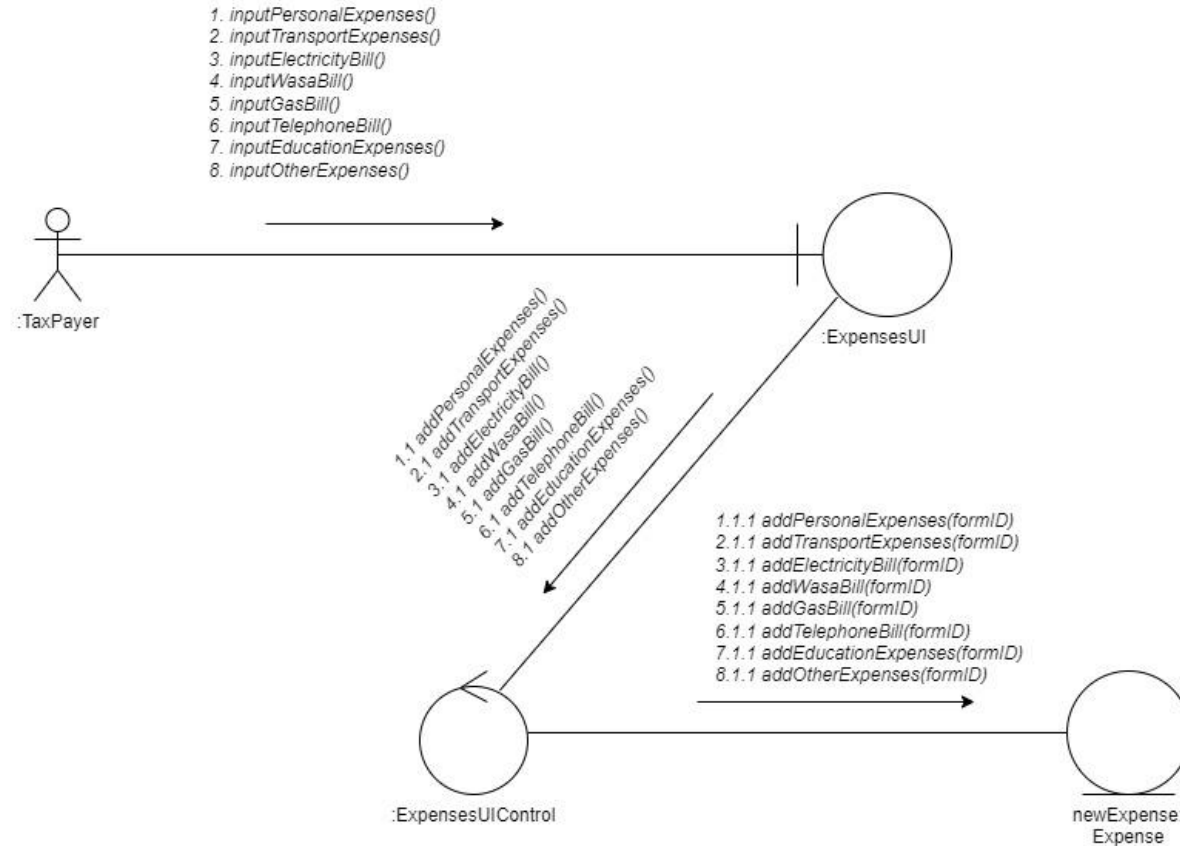 1. inputPersonalExpenses()
2. inputTransportExpenses()
3. inputElectricityBill()
4. inputWasaBill()
5. inputGasBill()
6. inputTelephoneBill()
7. inputEducationExpenses()
8. inputOtherExpenses()
:TaxPayer
:ExpensesUI
1.1 addPersonalExpenses()
2.1 addTransportExpenses()
3.1 addElectricityBill()
4.1 addWasaBill()
5.1 addGasBill()
6.1 addTelephoneBill()
7.1 addEducationExpenses()
8.1 addOtherExpenses()
1.1.1 addPersonalExpenses(formID)
2.1.1 addTransportExpenses(formID)
3.1.1 addElectricityBill(formID)
4.1.1 addWasaBill(formID)
5.1.1 addGasBill(formID)
6.1.1 addTelephoneBill(formID)
7.1.1 addEducationExpenses(formID)
8.1.1 addOtherExpenses(formID)
:ExpensesUIControl
newExpense:
Expense